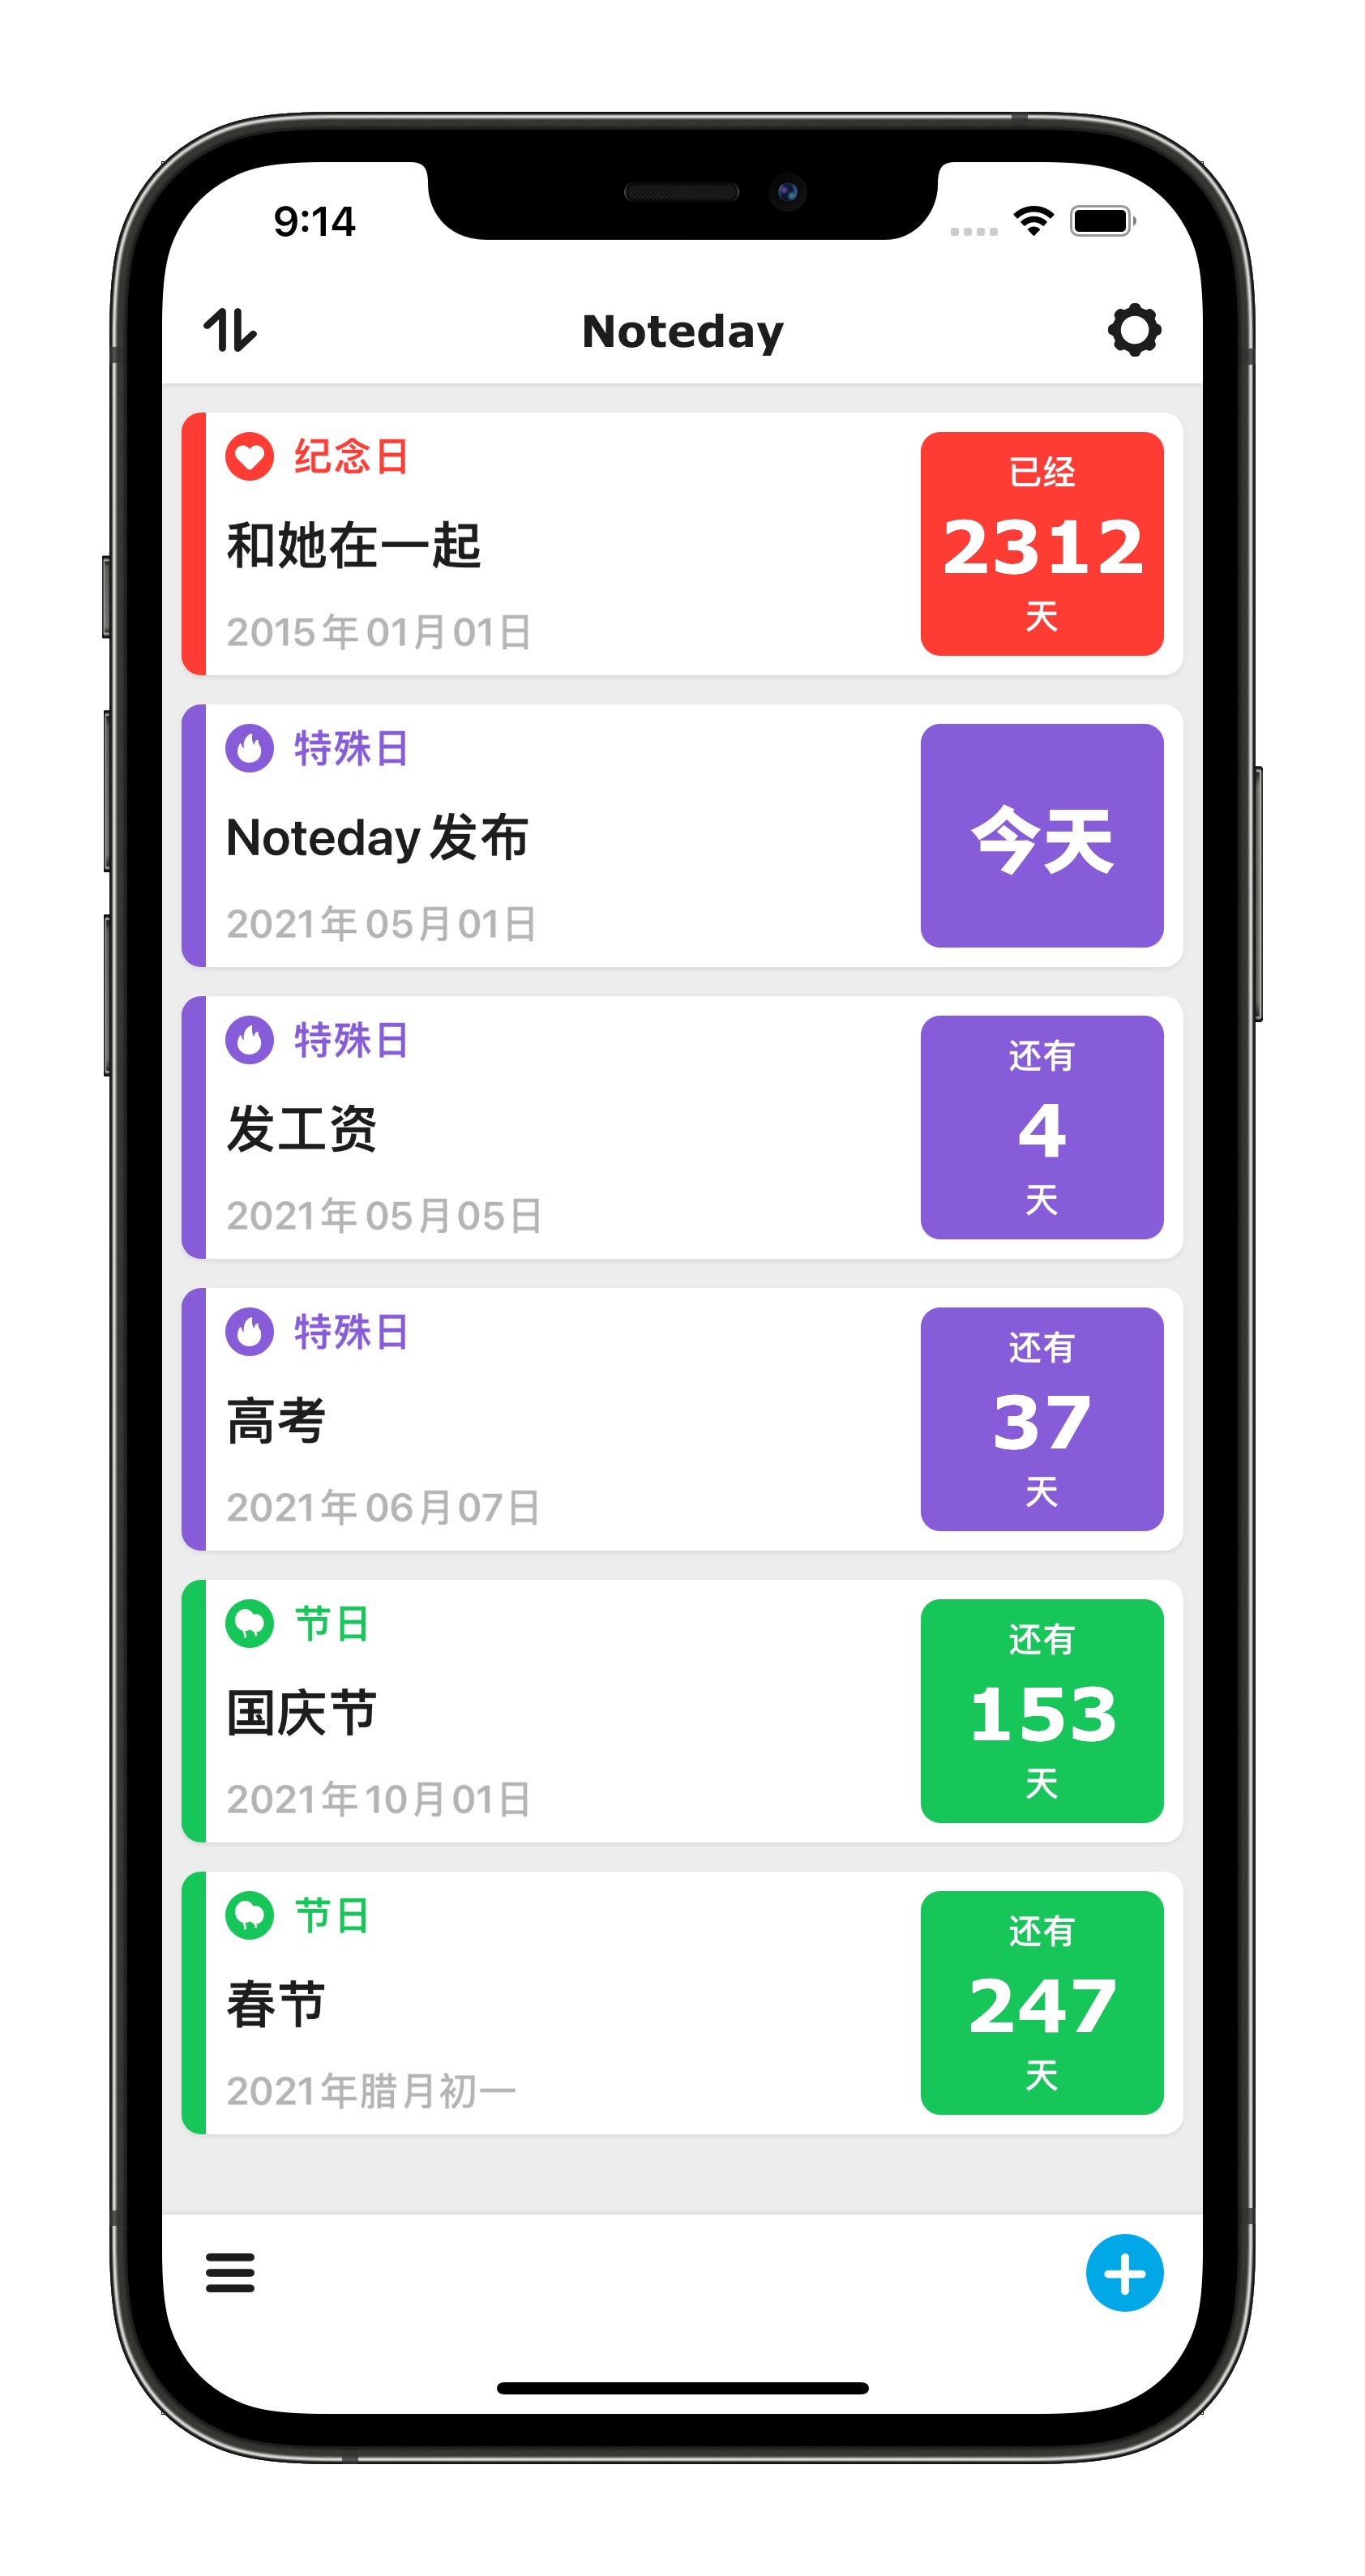 9:14
Noteday
纪念日
和她在一起
2015年01月01日
已经
2312
天
特殊日
Noteday发布
2021年05月01日
今天
特殊日
发工资
2021年05月05日
还有
4
天
特殊日
高考
2021年06月07日
还有
37
天
节日
国庆节
2021年10月01日
还有
153
天
节日
春节
2021年腊月初一
还有
247
天